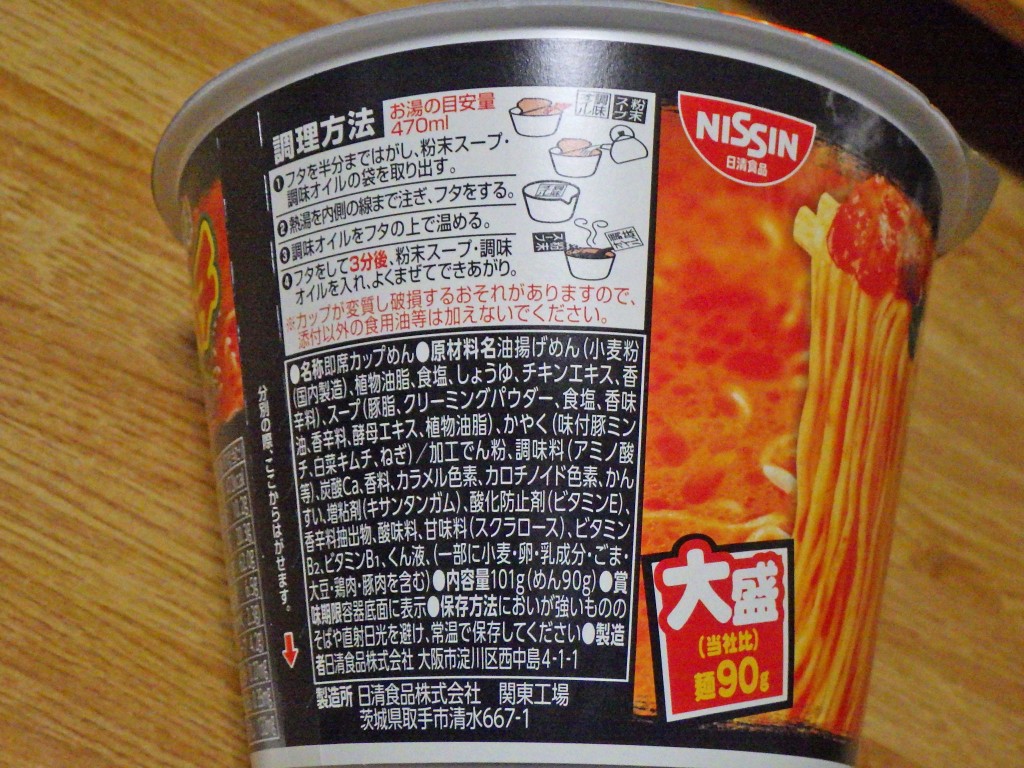 調理方法
お湯の目安量
470ml
❶フタを半分まではがし、粉末スープ・
調味オイルの袋を取り出す。
❷熱湯を内側の線まで注ぎ、フタをする。
❸調味オイルをフタの上で温める。
❹フタをして3分後、粉末スープ・調味
オイルを入れ、よくまぜてできあがり。
※カップが変質し破損するおそれがありますので、
添付以外の食用油等は加えないでください。
粉末
スープ
NISSIN
日清食品
●名称即席カップめん●原材料名油揚げめん(小麦粉
(国内製造)、植物油脂、食塩、しょうゆ、チキンエキス、香
辛料)、スープ(豚脂、クリーミングパウダー、食塩、香味
油、香辛料、酵母エキス、植物油脂)、かやく(味付豚ミン
チ、白菜キムチ、ねぎ)/加工でん粉、調味料(アミノ酸
等)、炭酸Ca、香料、カラメル色素、カロチノイド色素、かん
すい、増粘剤(キサンタンガム)、酸化防止剤(ビタミンE)、
香辛料抽出物、酸味料、甘味料(スクラロース)、ビタミン
B₂、ビタミンB₁、くん液、(一部に小麦・卵・乳成分・ごま・
大豆・鶏肉・豚肉を含む)●内容量101g(めん90g)●賞
味期限容器底面に表示●保存方法においが強いものの
そばや直射日光を避け、常温で保存してください●製造
者日清食品株式会社 大阪市淀川区西中島4-1-1
製造所 日清食品株式会社 関東工場
茨城県取手市清水667-1
分別の際、ここからはがせます。
大盛
(当社比)
麺90g